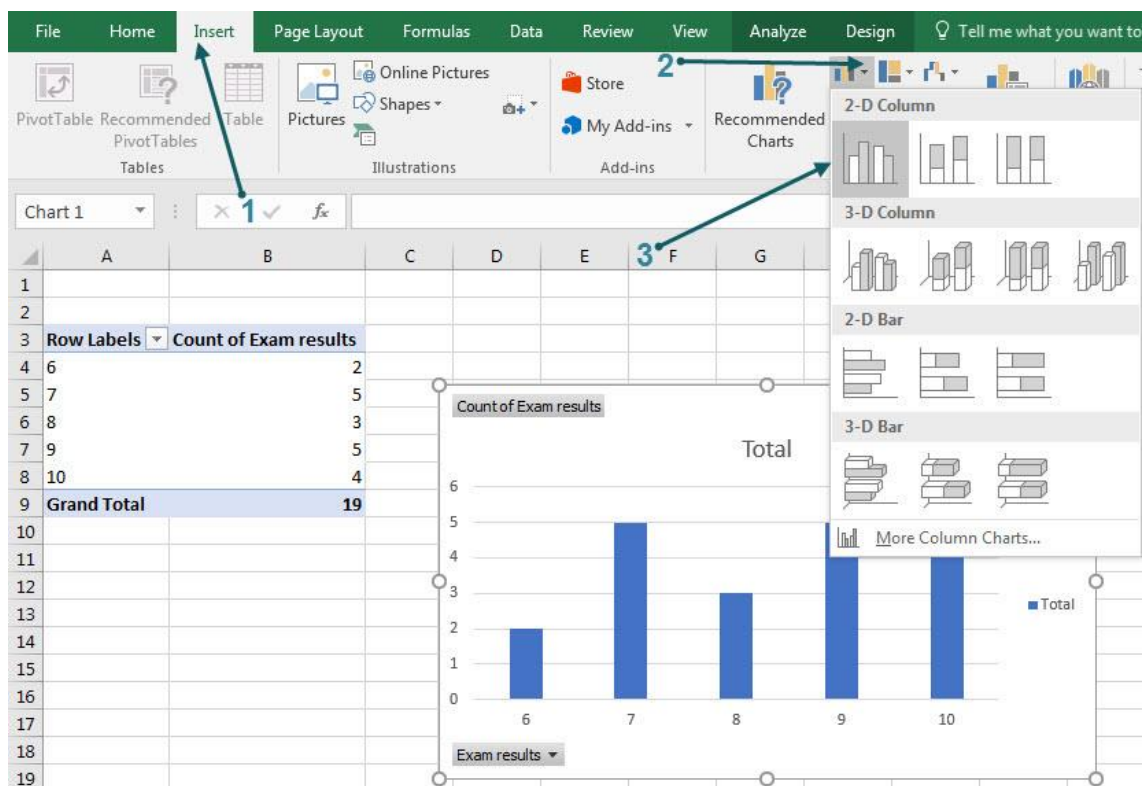 File Home Insert Page Layout Formulas Data Review View Analyze Design Tell me what you want to
PivotTable Recommended PivotTables Table
Tables
Pictures Online Pictures
Shapes
Illustrations
Store
My Add-ins
Add-ins
Recommended Charts
1
2
3
Chart 1 fx
A B C D E F G
1
2
3 Row Labels Count of Exam results
4 6 2
5 7 5
6 8 3
7 9 5
8 10 4
9 Grand Total 19
10
11
12
13
14
15
16
17
18
19
2-D Column
3-D Column
2-D Bar
3-D Bar
More Column Charts...
Count of Exam results
Total
6
5
4
3
2
1
0
6 7 8 9 10
Total
Exam results